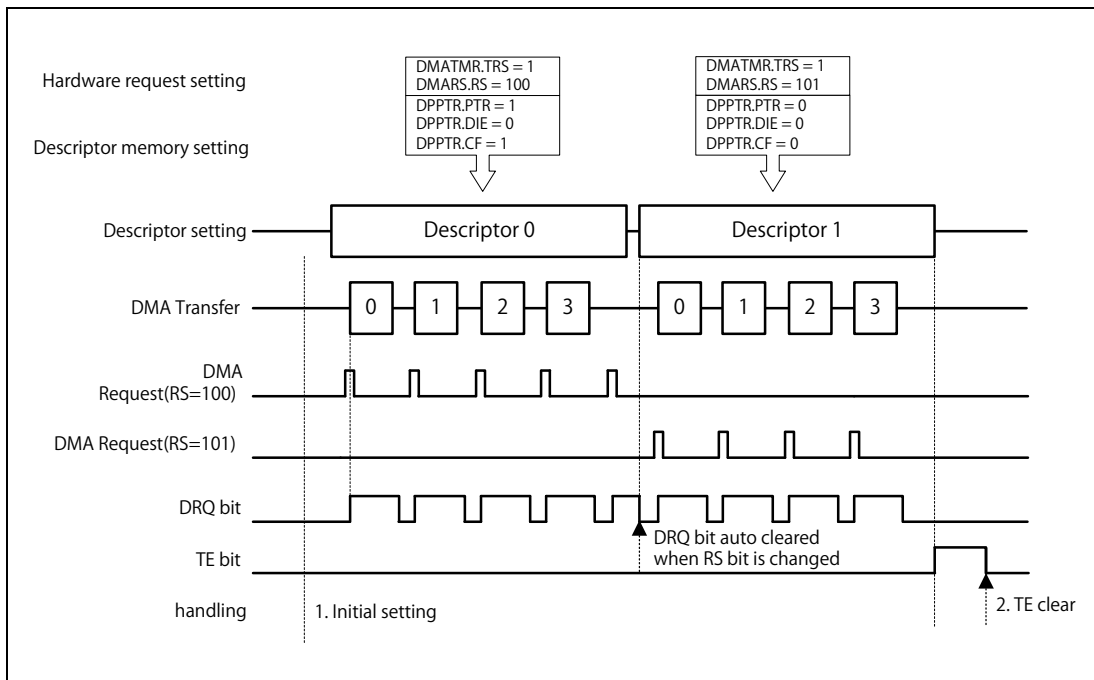 Hardware request setting
DMATMR.TRS = 1
DMARS.RS = 100
DMATMR.TRS = 1
DMARS.RS = 101
Descriptor memory setting
DPPTR.PTR = 1
DPPTR.DIE = 0
DPPTR.CF = 1
DPPTR.PTR = 0
DPPTR.DIE = 0
DPPTR.CF = 0
Descriptor setting
Descriptor 0
Descriptor 1
DMA Transfer
0 1 2 3 0 1 2 3
DMA
Request(RS=100)
DMA Request(RS=101)
DRQ bit
DRQ bit auto cleared
when RS bit is changed
TE bit
handling
1. Initial setting
2. TE clear